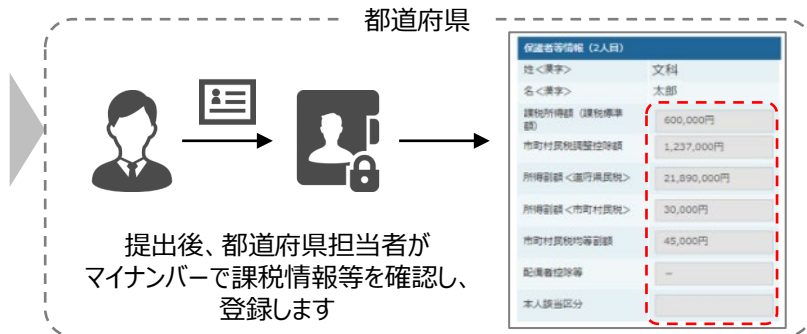 都道府県
保護者等情報（2人目）
姓<漢字> 文科
名<漢字> 太郎
課税所得額（課税標準
額） 600,000円
市町村民税調整控除額 1,237,000円
所得割額<道府県民税> 21,890,000円
所得割額<市町村民税> 30,000円
市町村民税均等割額 45,000円
配偶者控除等 －
本人該当区分
提出後、都道府県担当者が
マイナンバーで課税情報等を確認し、
登録します